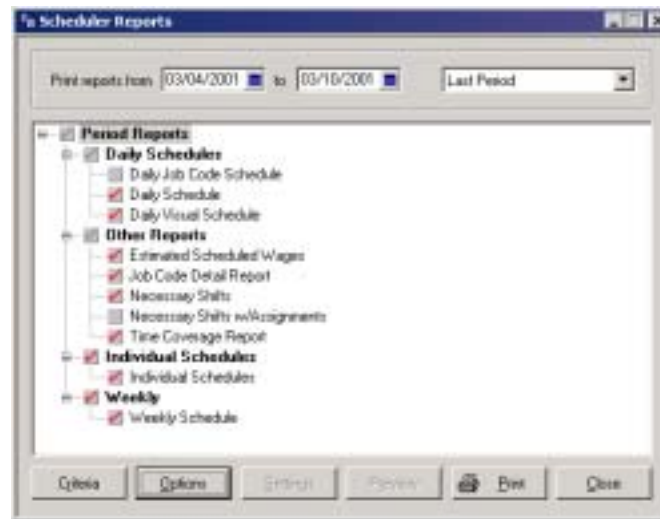 Scheduler Reports
Print reports from 03/04/2001 to 03/10/2001 Last Period
Period Reports
Daily Schedules
Daily Job Code Schedule
Daily Schedule
Daily Visual Schedule
Other Reports
Estimated Scheduled Wages
Job Code Detail Report
Necessary Shifts
Necessary Shifts w/Assignments
Time Coverage Report
Individual Schedules
Individual Schedules
Weekly
Weekly Schedule
Criteria Options Settings Preview Print Close